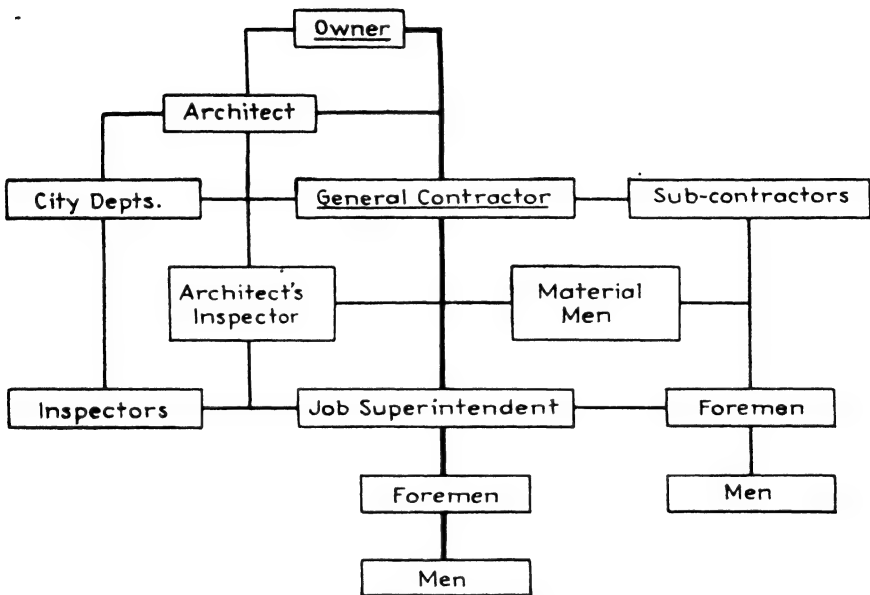 Owner
Architect
City Depts.
General Contractor
Sub-contractors
Architect's
Inspector
Material
Men
Inspectors
Job Superintendent
Foremen
Foremen
Men
Men